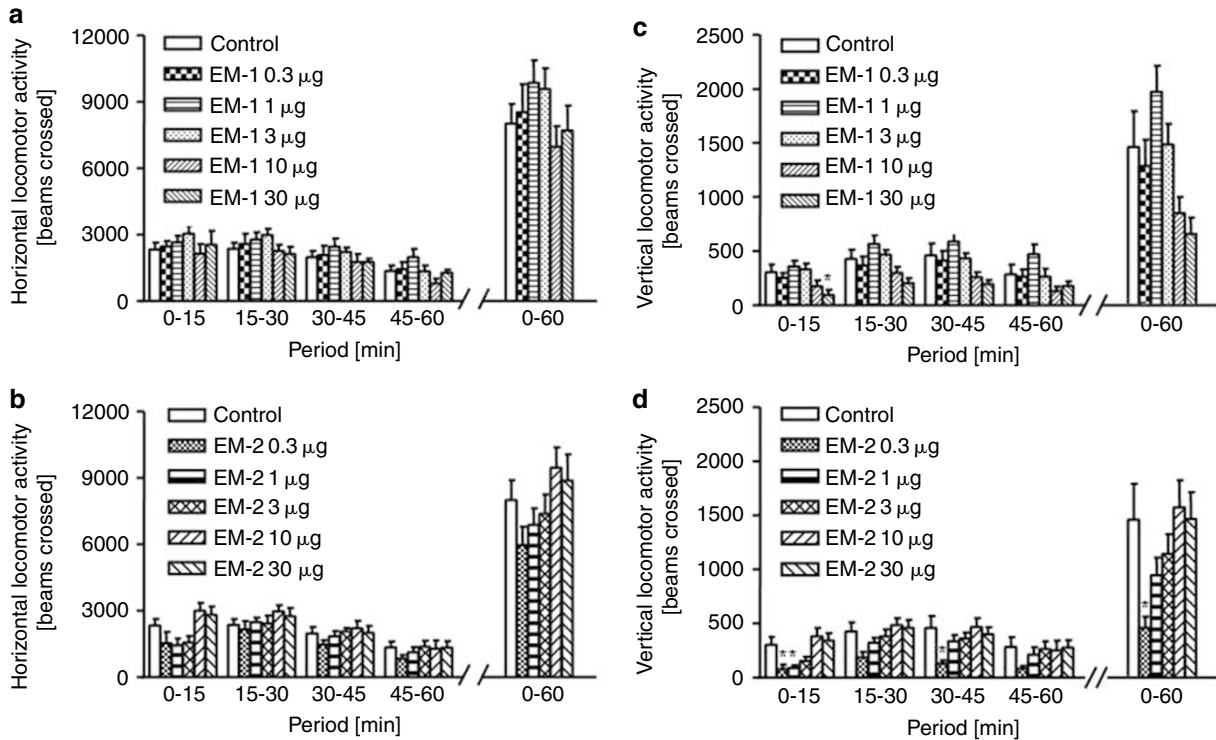 a
Horizontal locomotor activity
[beams crossed]
12000
9000
6000
3000
0
Control
EM-1 0.3 μg
EM-1 1 μg
EM-1 3 μg
EM-1 10 μg
EM-1 30 μg
0-15 15-30 30-45 45-60 0-60
Period [min]
c
Vertical locomotor activity
[beams crossed]
2500
2000
1500
1000
500
0
Control
EM-1 0.3 μg
EM-1 1 μg
EM-1 3 μg
EM-1 10 μg
EM-1 30 μg
*
0-15 15-30 30-45 45-60 0-60
Period [min]
b
Horizontal locomotor activity
[beams crossed]
12000
9000
6000
3000
0
Control
EM-2 0.3 μg
EM-2 1 μg
EM-2 3 μg
EM-2 10 μg
EM-2 30 μg
0-15 15-30 30-45 45-60 0-60
Period [min]
d
Vertical locomotor activity
[beams crossed]
2500
2000
1500
1000
500
0
Control
EM-2 0.3 μg
EM-2 1 μg
EM-2 3 μg
EM-2 10 μg
EM-2 30 μg
* * * *
0-15 15-30 30-45 45-60 0-60
Period [min]